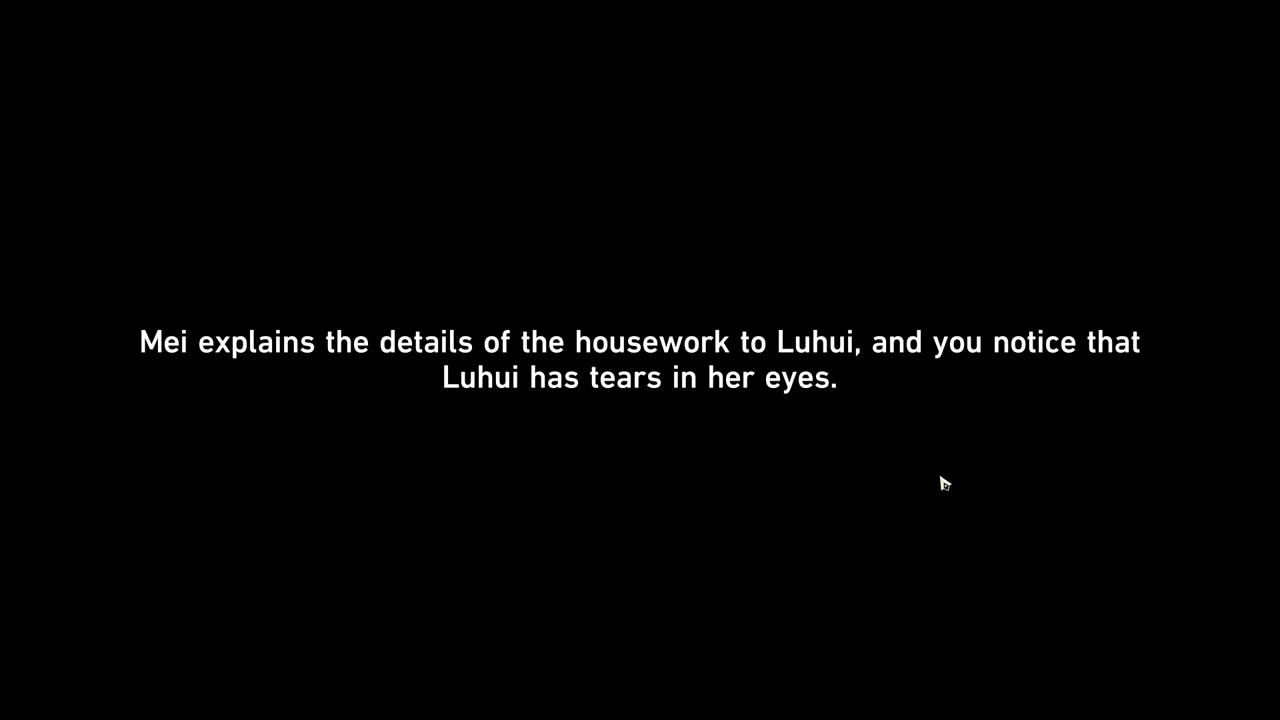 Mei explains the details of the housework to Luhui, and you notice that
Luhui has tears in her eyes.